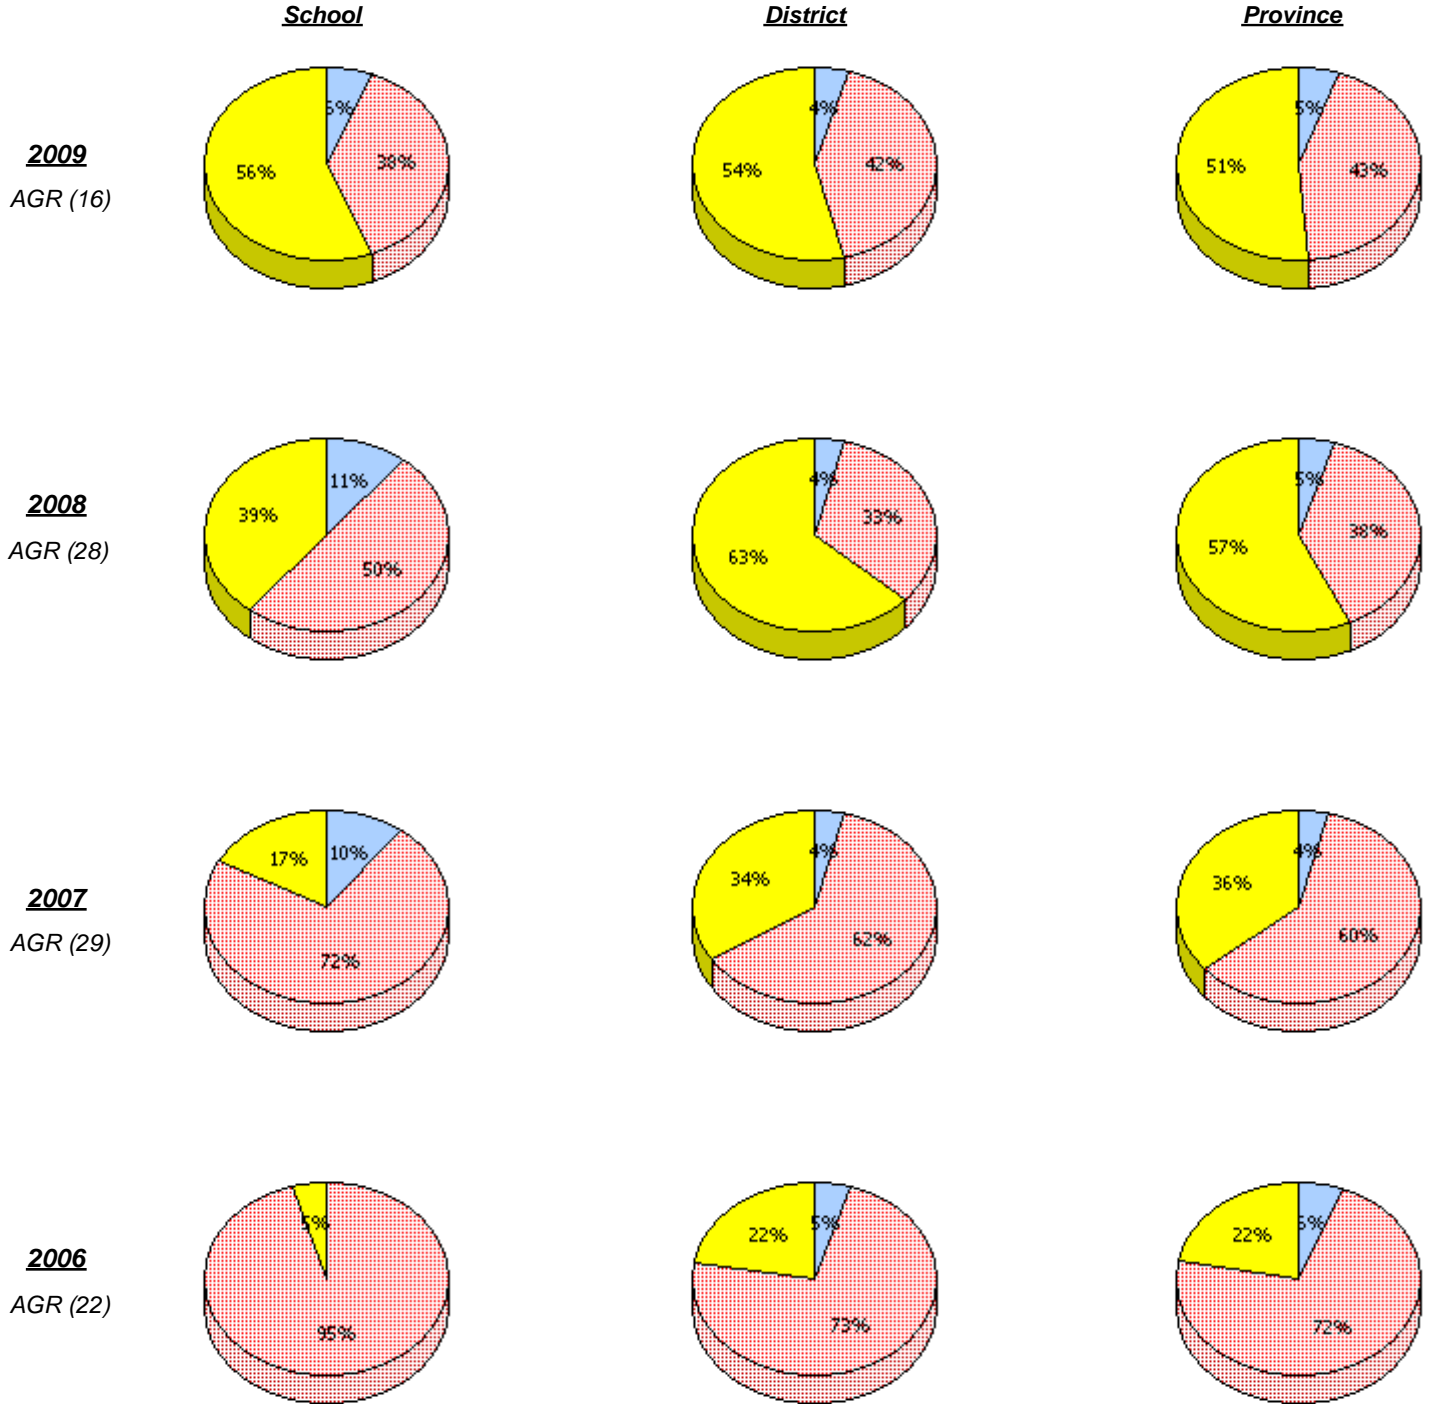 School District Province
6% 4% 5%
2009 56% 38% 54% 42% 51% 43%
AGR (16)
11% 4% 5%
2008 39% 50% 63% 33% 57% 38%
AGR (28)
17% 10% 34% 4% 36% 4%
2007
AGR (29)
72% 62% 60%
5% 22% 5% 22% 6%
2006
AGR (22)
95% 73% 72%